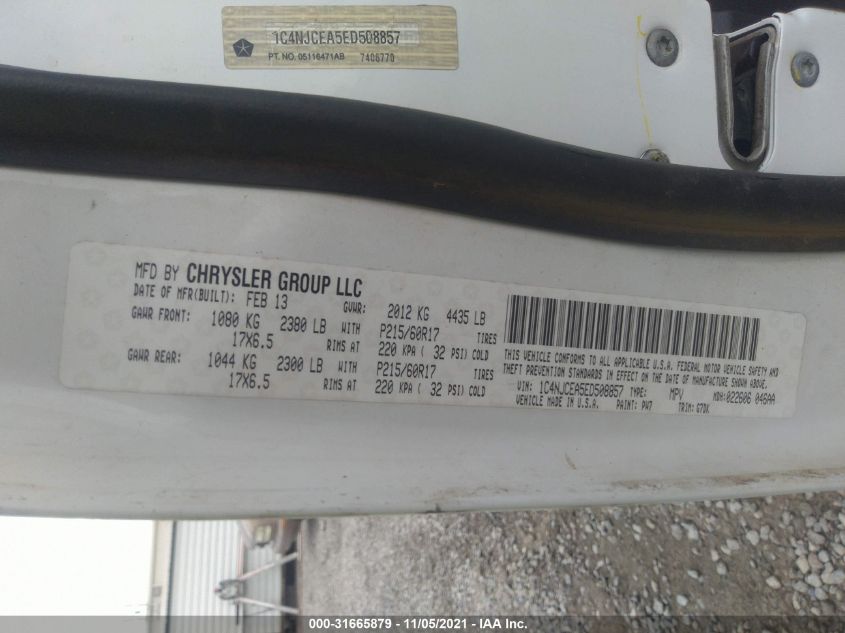 1C4NJCEA5ED508857
PT. NO. 05116471AB 7406770
MFD BY CHRYSLER GROUP LLC
DATE OF MFR(BUILT): FEB 13 GVWR: 2012 KG 4435 LB
GAWR FRONT: 1080 KG 2380 LB WITH P215/60R17 TIRES
17X6.5 RIMS AT 220 KPA ( 32 PSI) COLD
GAWR REAR: 1044 KG 2300 LB WITH P215/60R17 TIRES
17X6.5 RIMS AT 220 KPA ( 32 PSI) COLD
THIS VEHICLE CONFORMS TO ALL APPLICABLE U.S.A. FEDERAL MOTOR VEHICLE SAFETY AND
THEFT PREVENTION STANDARDS IN EFFECT ON THE DATE OF MANUFACTURE SHOWN ABOVE.
VIN: 1C4NJCEA5ED508857 TYPE: MPV MDH:022606 046AA
VEHICLE MADE IN U.S.A. PAINT: PW7 TRIM: G7DX
000-31665879 - 11/05/2021 - IAA Inc.